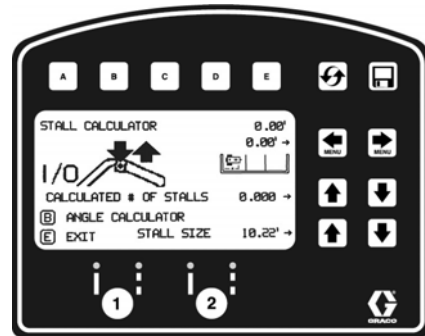 A B C D E
STALL CALCULATOR 0.00'
0.00' →
I/O
MENU MENU
CALCULATED # OF STALLS 0.000 →
B ANGLE CALCULATOR
E EXIT STALL SIZE 10.22' →
1 2
GRACO